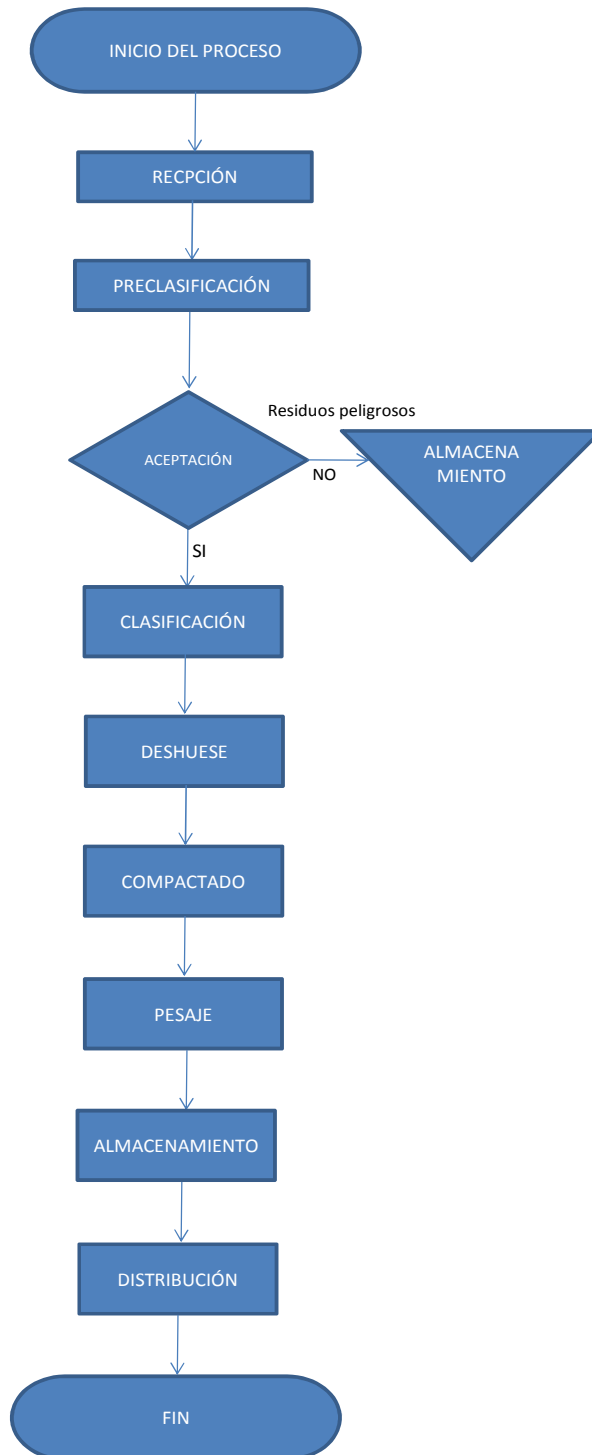 INICIO DEL PROCESO
RECPCIÓN
PRECLASIFICACIÓN
Residuos peligrosos
ACEPTACIÓN
NO
ALMACENA
MIENTO
SI
CLASIFICACIÓN
DESHUESE
COMPACTADO
PESAJE
ALMACENAMIENTO
DISTRIBUCIÓN
FIN